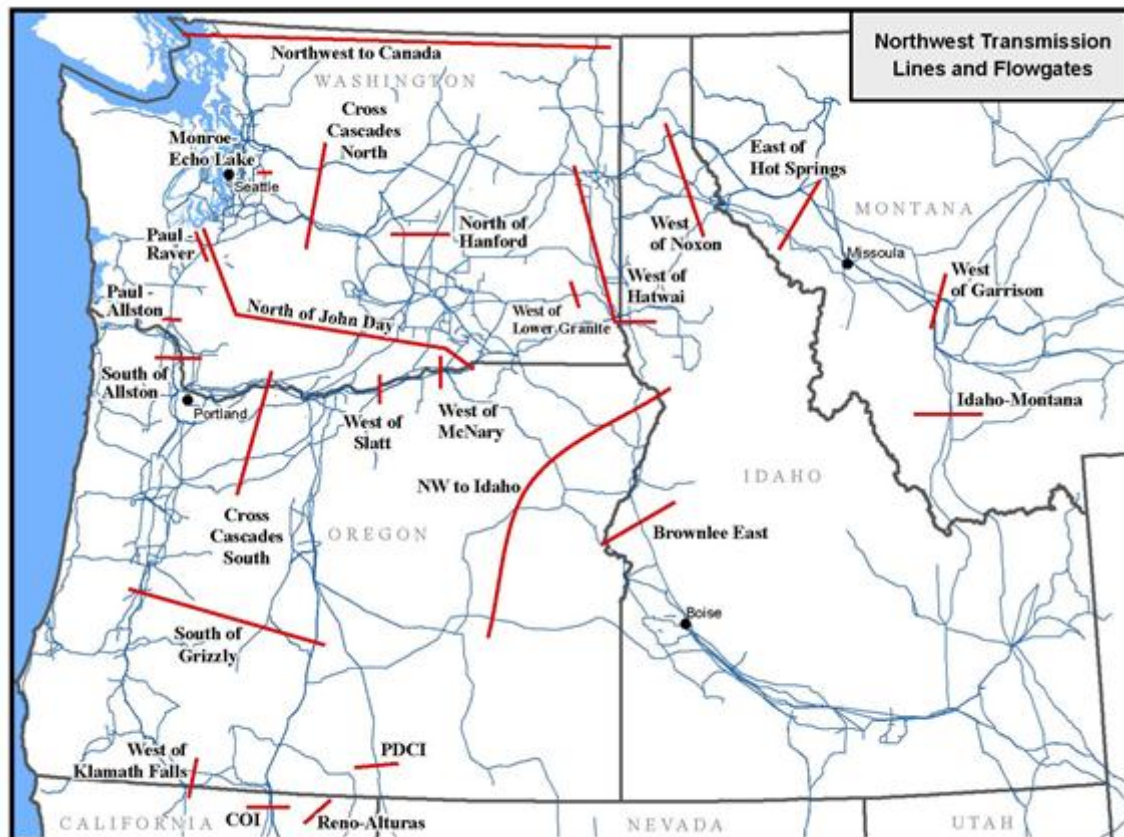 Northwest Transmission
Lines and Flowgates
Northwest to Canada
WASHINGTON
Cross
Cascades
North
Monroe-
Echo Lake
Seattle
East of
Hot Springs
MONTANA
Paul -
Raver
North of
Hanford
West
of Noxon
Missoula
West of
Hatwai
West
of Garrison
Paul -
Allston
North of John Day
West of
Lower Granite
South of
Allston
Portland
West of
Slatt
West of
McNary
Idaho-Montana
NW to Idaho
IDAHO
Cross
Cascades
South
OREGON
Brownlee East
Boise
South of
Grizzly
West of
Klamath Falls
PDCI
COI
Reno-Alturas
CALIFORNIA
NEVADA
UTAH